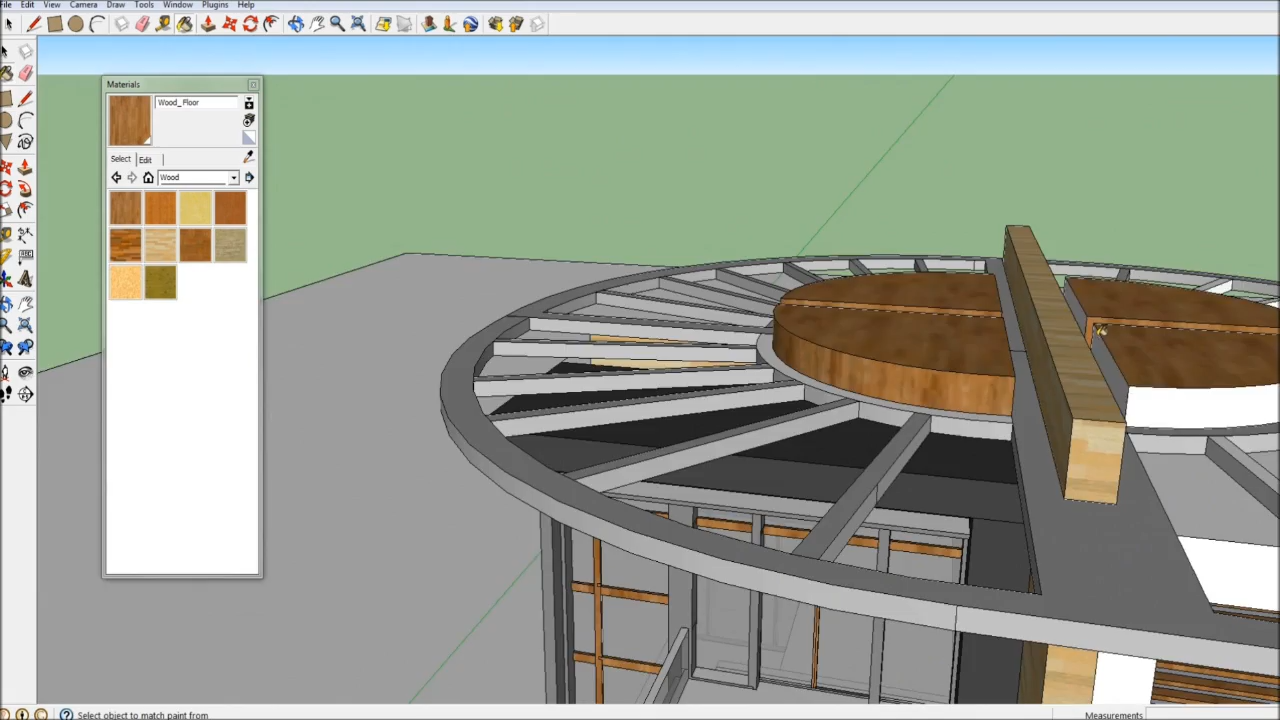 File Edit View Camera Draw Tools Window Plugins Help
Materials
Wood_Floor
Select Edit
Wood
ABC
Select object to match paint from
Measurements